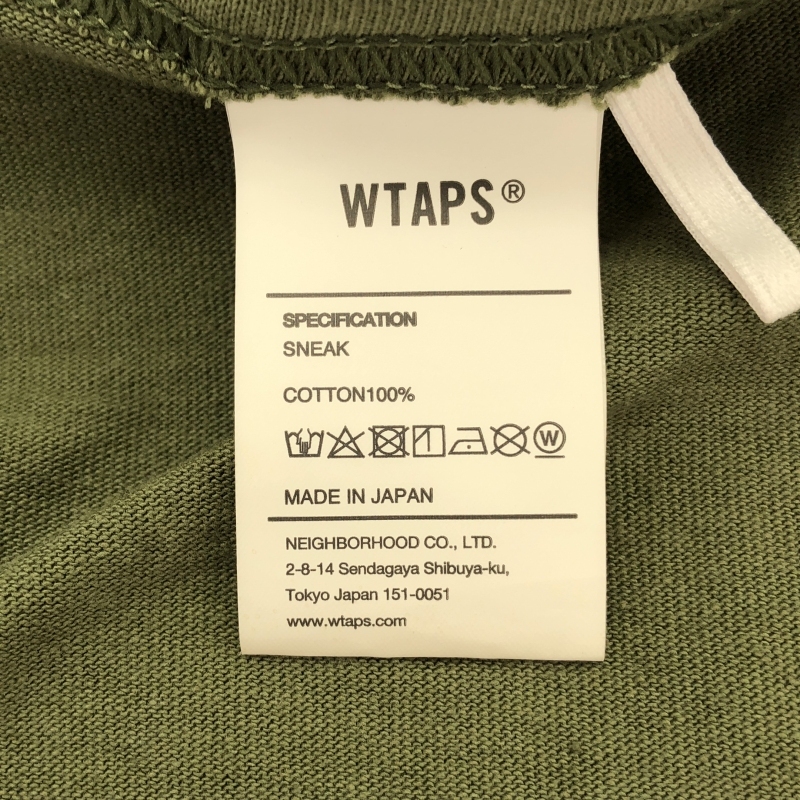 WTAPS®
SPECIFICATION
SNEAK
COTTON100%
W
MADE IN JAPAN
NEIGHBORHOOD CO., LTD.
2-8-14 Sendagaya Shibuya-ku,
Tokyo Japan 151-0051
www.wtaps.com